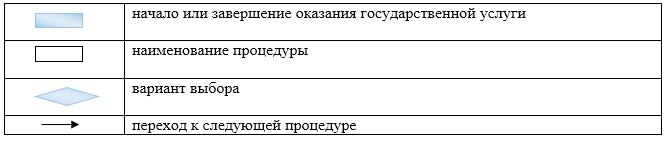 начало или завершение оказания государственной услуги
наименование процедуры
вариант выбора
переход к следующей процедуре